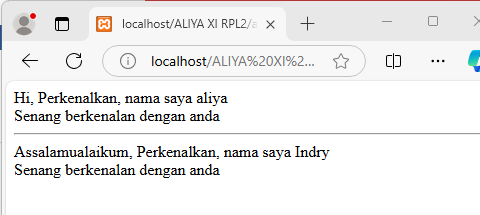 localhost/ALIYA XI RPL2/
localhost/ALIYA%20XI%2...
Hi, Perkenalkan, nama saya aliya
Senang berkenalan dengan anda
Assalamualaikum, Perkenalkan, nama saya Indry
Senang berkenalan dengan anda